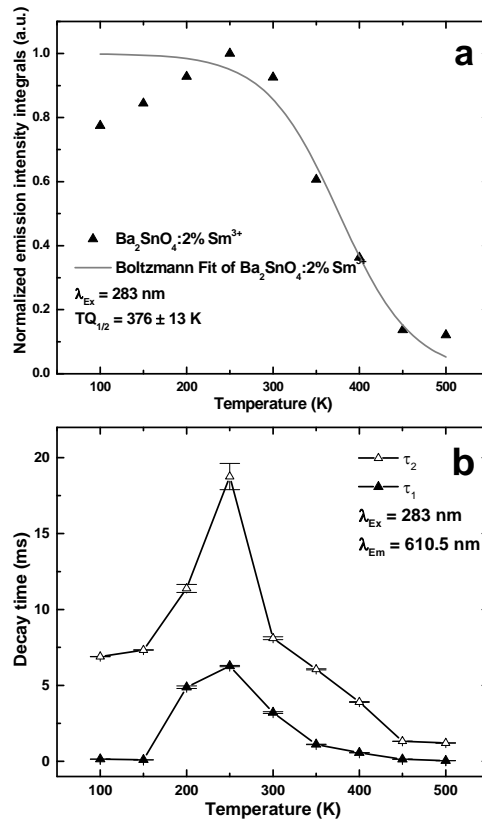 a
Normalized emission intensity integrals (a.u.)
1.0
0.8
0.6
0.4
0.2
0.0
Ba₂SnO₄:2% Sm³⁺
Boltzmann Fit of Ba₂SnO₄:2% Sm³⁺
λEx = 283 nm
TQ1/2 = 376 ± 13 K
100 150 200 250 300 350 400 450 500
Temperature (K)
b
Decay time (ms)
20
15
10
5
0
τ₂
τ₁
λEx = 283 nm
λEm = 610.5 nm
100 150 200 250 300 350 400 450 500
Temperature (K)